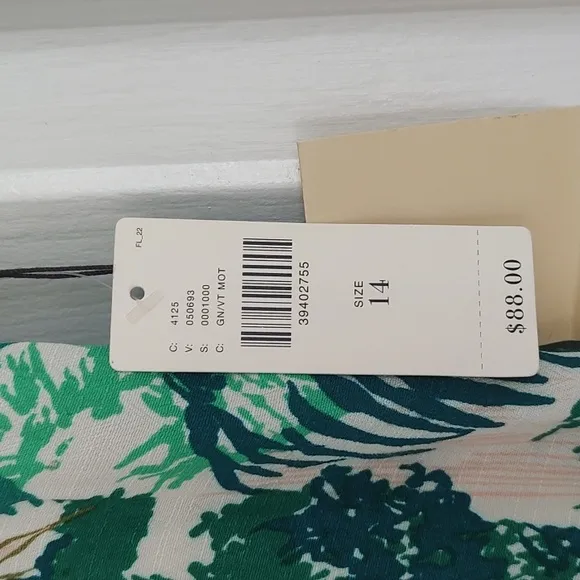 FL_22
C: 4125
V: 050693
S: 0001000
C: GN/VT MOT
39402755
SIZE
14
$88.00